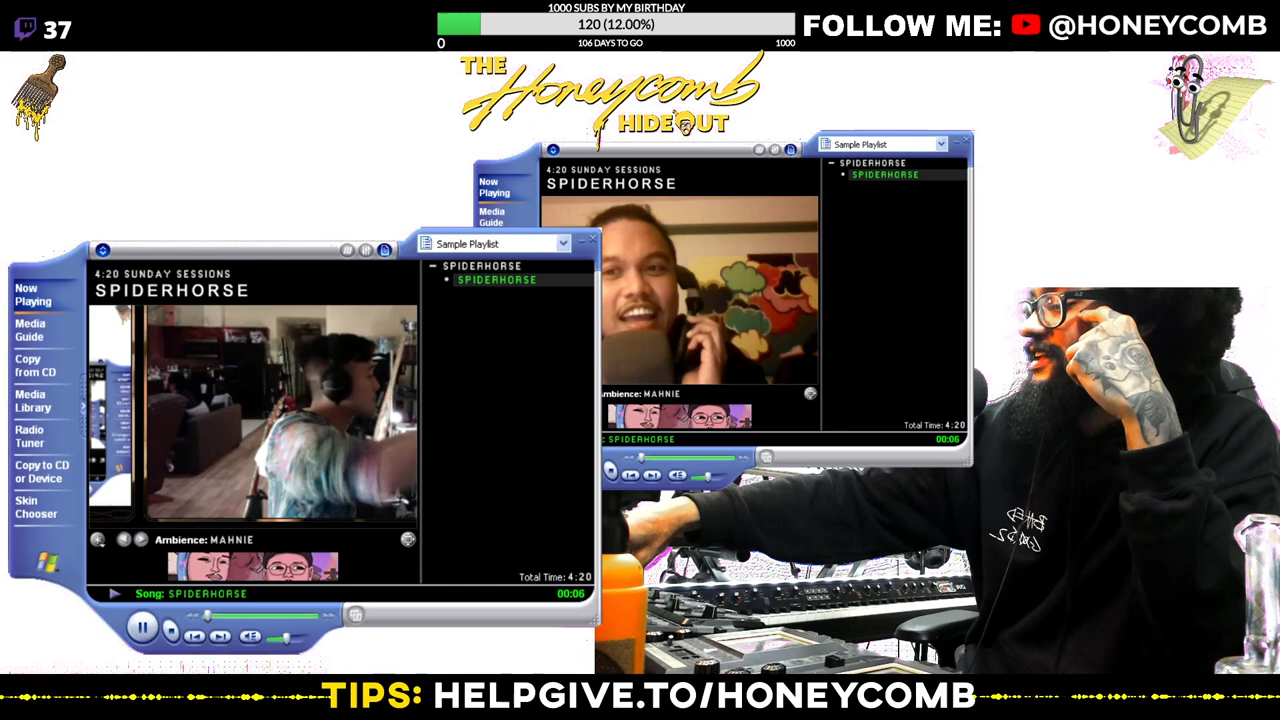 37
1000 SUBS BY MY BIRTHDAY
120 (12.00%)
0
106 DAYS TO GO
1000
FOLLOW ME: @HONEYCOMB
THE
Honeycomb
HIDEOUT
Sample Playlist
Now
Playing
Media
Guide
4:20 SUNDAY SESSIONS
SPIDERHORSE
SPIDERHORSE
SPIDERHORSE
Ambience: MAHNIE
Total Time: 4:20
: SPIDERHORSE
00:06
Sample Playlist
Now
Playing
Media
Guide
Copy
from CD
Media
Library
Radio
Tuner
Copy to CD
or Device
Skin
Chooser
4:20 SUNDAY SESSIONS
SPIDERHORSE
SPIDERHORSE
SPIDERHORSE
Ambience: MAHNIE
Total Time: 4:20
Song: SPIDERHORSE
00:06
TIPS: HELPGIVE.TO/HONEYCOMB